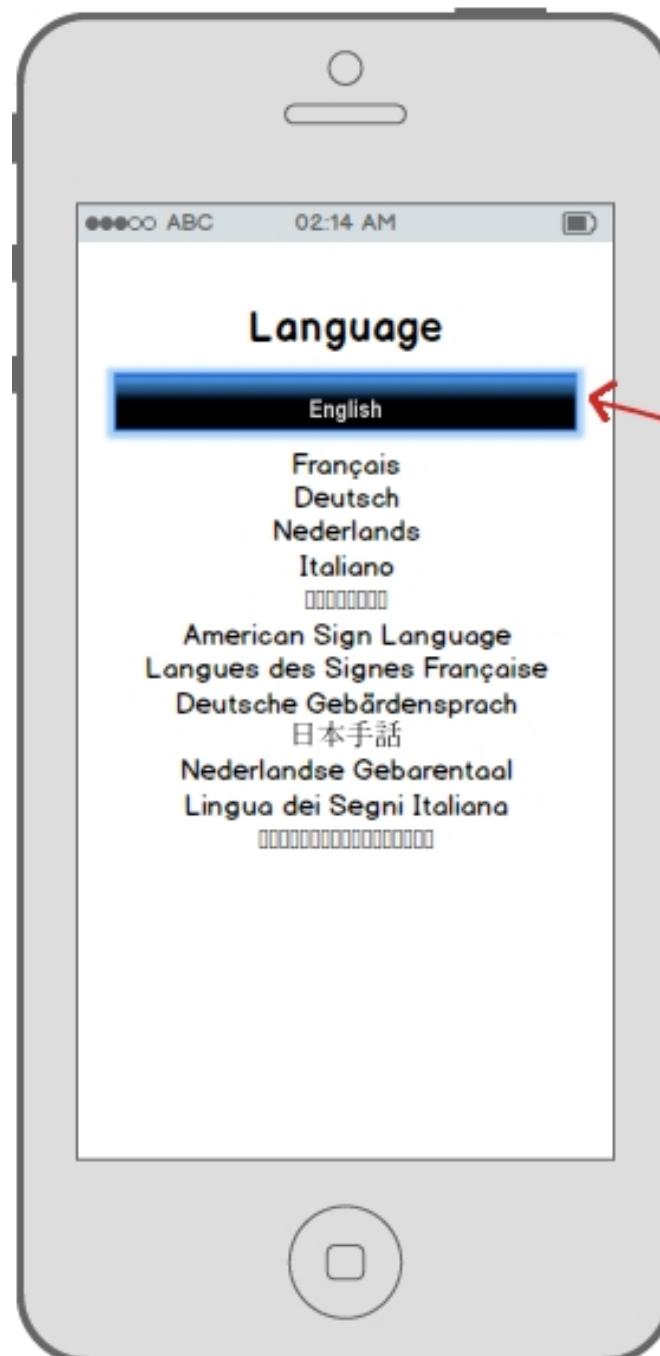 ABC 02:14 AM
Language
English
Français
Deutsch
Nederlands
Italiano
American Sign Language
Langues des Signes Française
Deutsche Gebärdensprach
日本手話
Nederlandse Gebarentaal
Lingua dei Segni Italiana